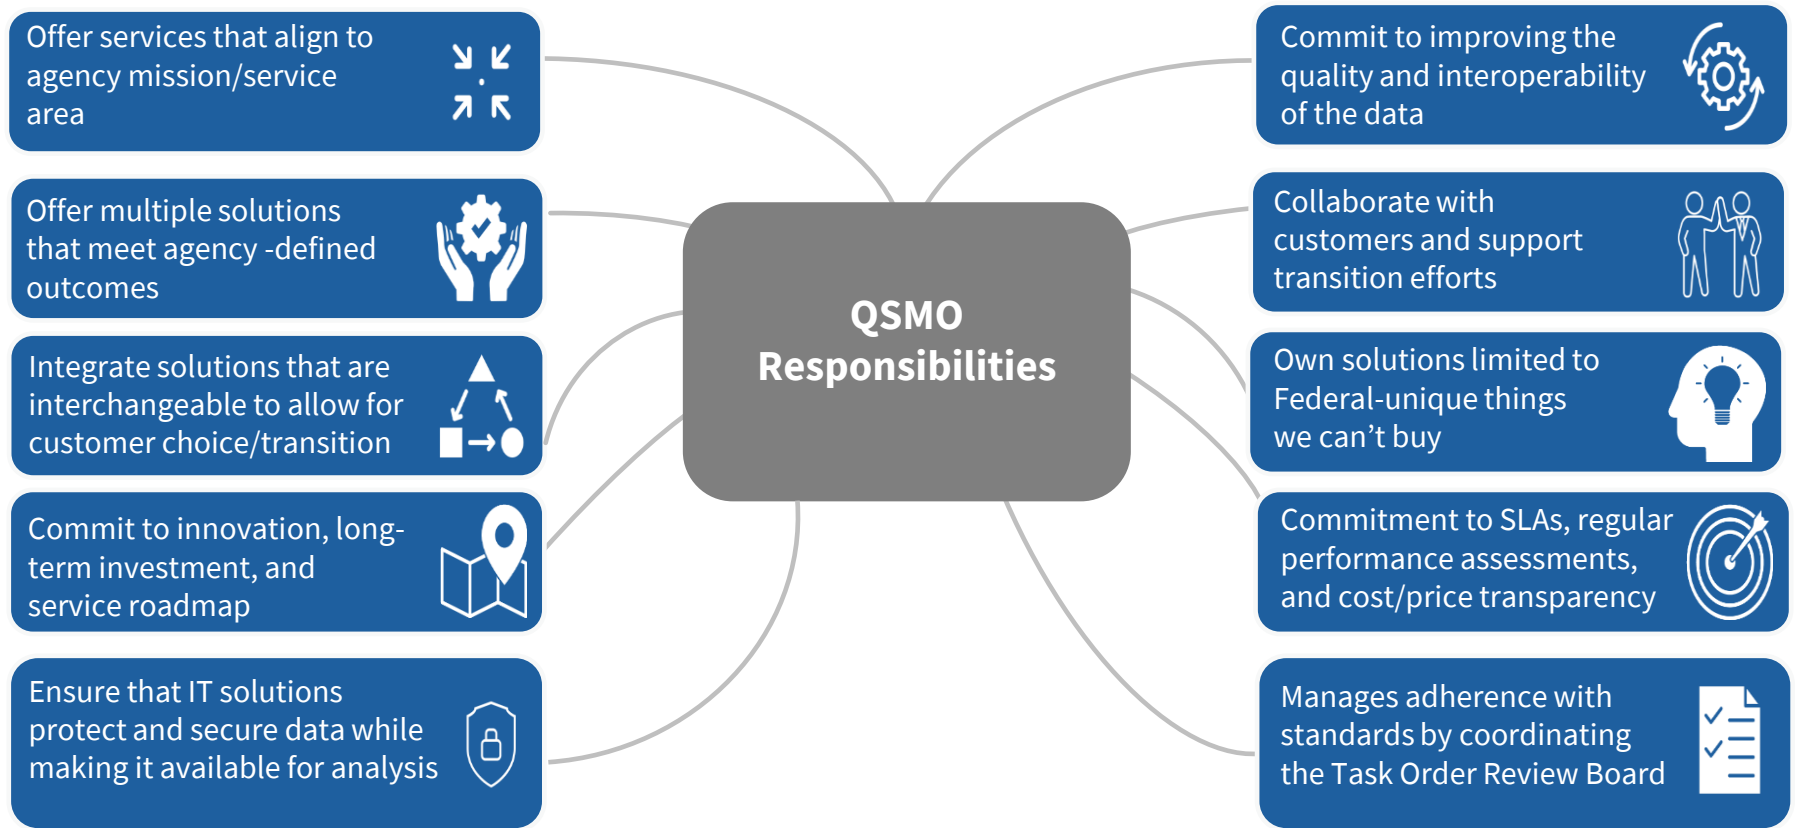 Offer services that align to
agency mission/service
area
Offer multiple solutions
that meet agency -defined
outcomes
Integrate solutions that are
interchangeable to allow for
customer choice/transition
Commit to innovation, long-
term investment, and
service roadmap
Ensure that IT solutions
protect and secure data while
making it available for analysis
QSMO
Responsibilities
Commit to improving the
quality and interoperability
of the data
Collaborate with
customers and support
transition efforts
Own solutions limited to
Federal-unique things
we can’t buy
Commitment to SLAs, regular
performance assessments,
and cost/price transparency
Manages adherence with
standards by coordinating
the Task Order Review Board